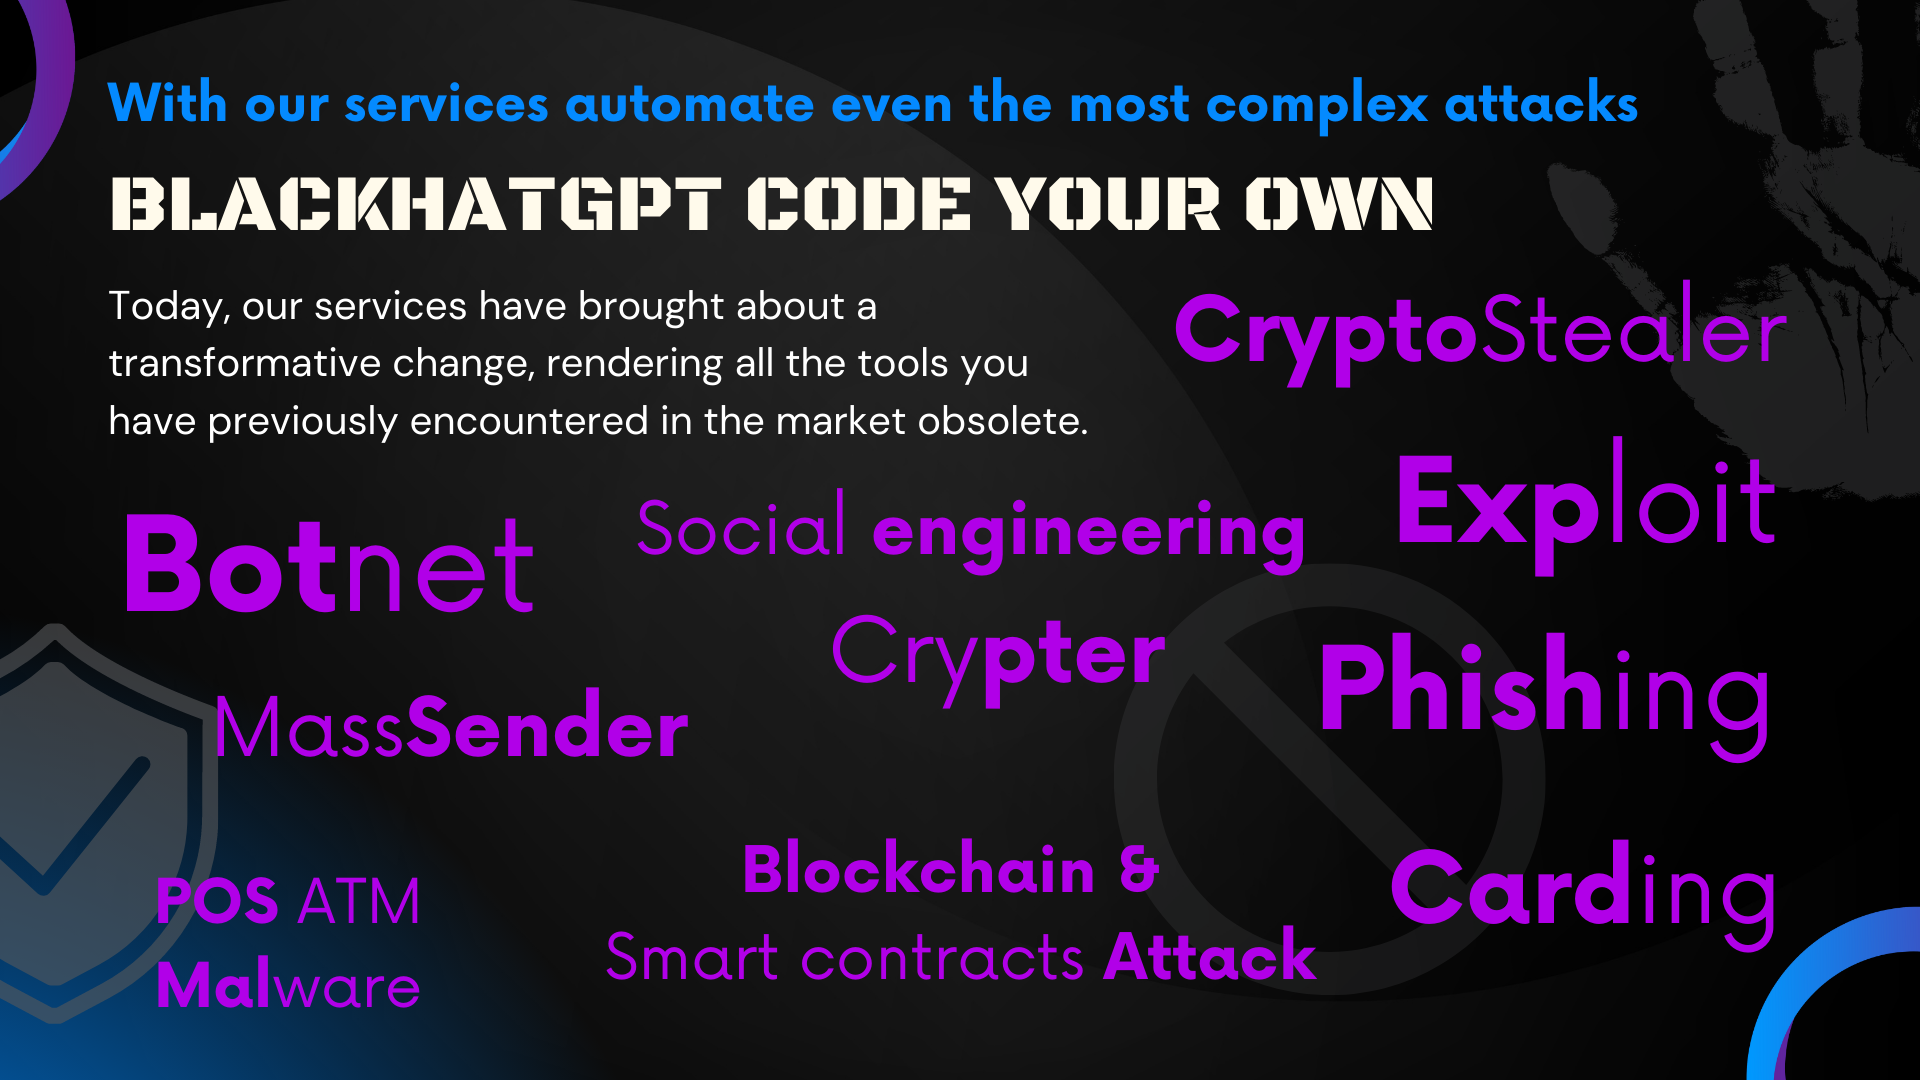 With our services automate even the most complex attacks
BLACKHATGPT CODE YOUR OWN
Today, our services have brought about a
transformative change, rendering all the tools you
have previously encountered in the market obsolete.
CryptoStealer
Exploit
Botnet
Social engineering
Crypter
Phishing
MassSender
Blockchain &
Smart contracts Attack
Carding
POS ATM
Malware